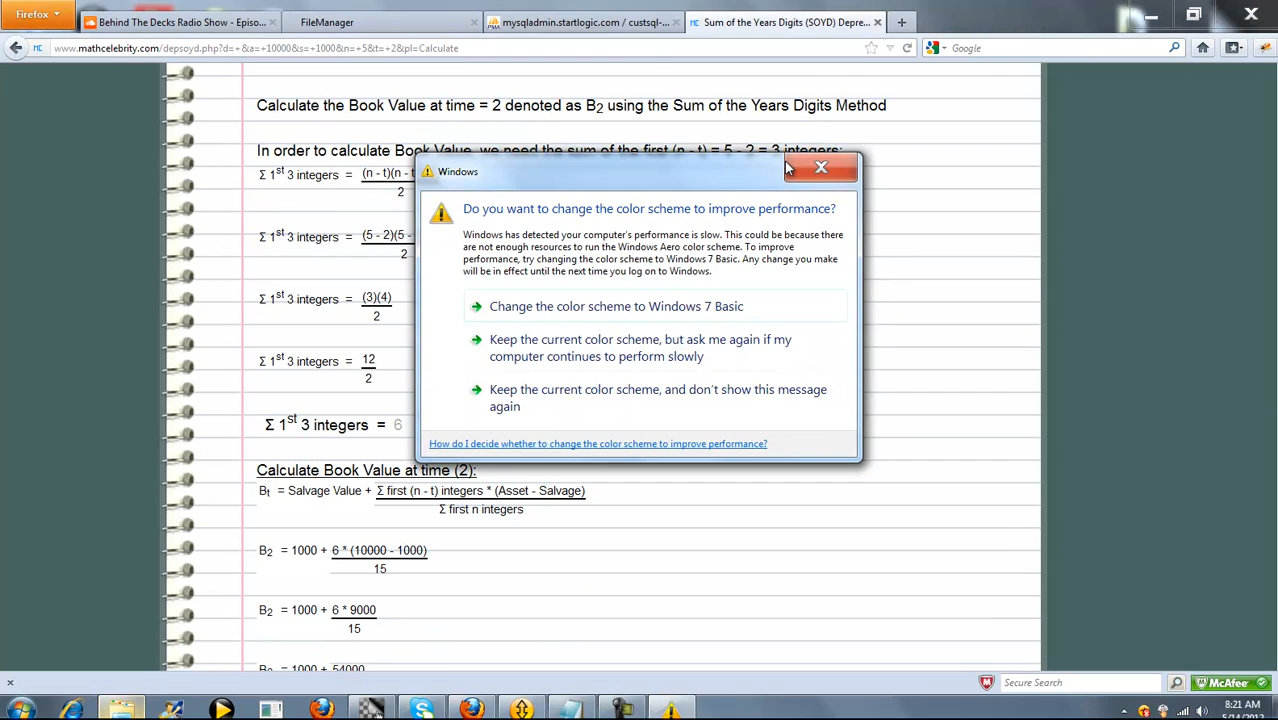 Firefox
Behind The Decks Radio Show - Episo...
FileManager
mysqladmin.startlogic.com / custsql-...
Sum of the Years Digits (SOYD) Depre...
www.mathcelebrity.com/depsoyd.php?d=+&a=+10000&s=+1000&n=+5&t=+2&pl=Calculate
Google
Calculate the Book Value at time = 2 denoted as B2 using the Sum of the Years Digits Method
In order to calculate Book Value, we need the sum of the first (n - t) = 5 - 2 = 3 integers:
Σ 1st 3 integers = (n - t)(n - t
2
Σ 1st 3 integers = (5 - 2)(5 -
2
Σ 1st 3 integers = (3)(4)
2
Σ 1st 3 integers = 12
2
Σ 1st 3 integers = 6
Windows
Do you want to change the color scheme to improve performance?
Windows has detected your computer's performance is slow. This could be because there
are not enough resources to run the Windows Aero color scheme. To improve
performance, try changing the color scheme to Windows 7 Basic. Any change you make
will be in effect until the next time you log on to Windows.
Change the color scheme to Windows 7 Basic
Keep the current color scheme, but ask me again if my
computer continues to perform slowly
Keep the current color scheme, and don't show this message
again
How do I decide whether to change the color scheme to improve performance?
Calculate Book Value at time (2):
Bt = Salvage Value + Σ first (n - t) integers * (Asset - Salvage)
Σ first n integers
B2 = 1000 + 6 * (10000 - 1000)
15
B2 = 1000 + 6 * 9000
15
B2 = 1000 + 54000
Secure Search
McAfee
8:21 AM
5/14/2012